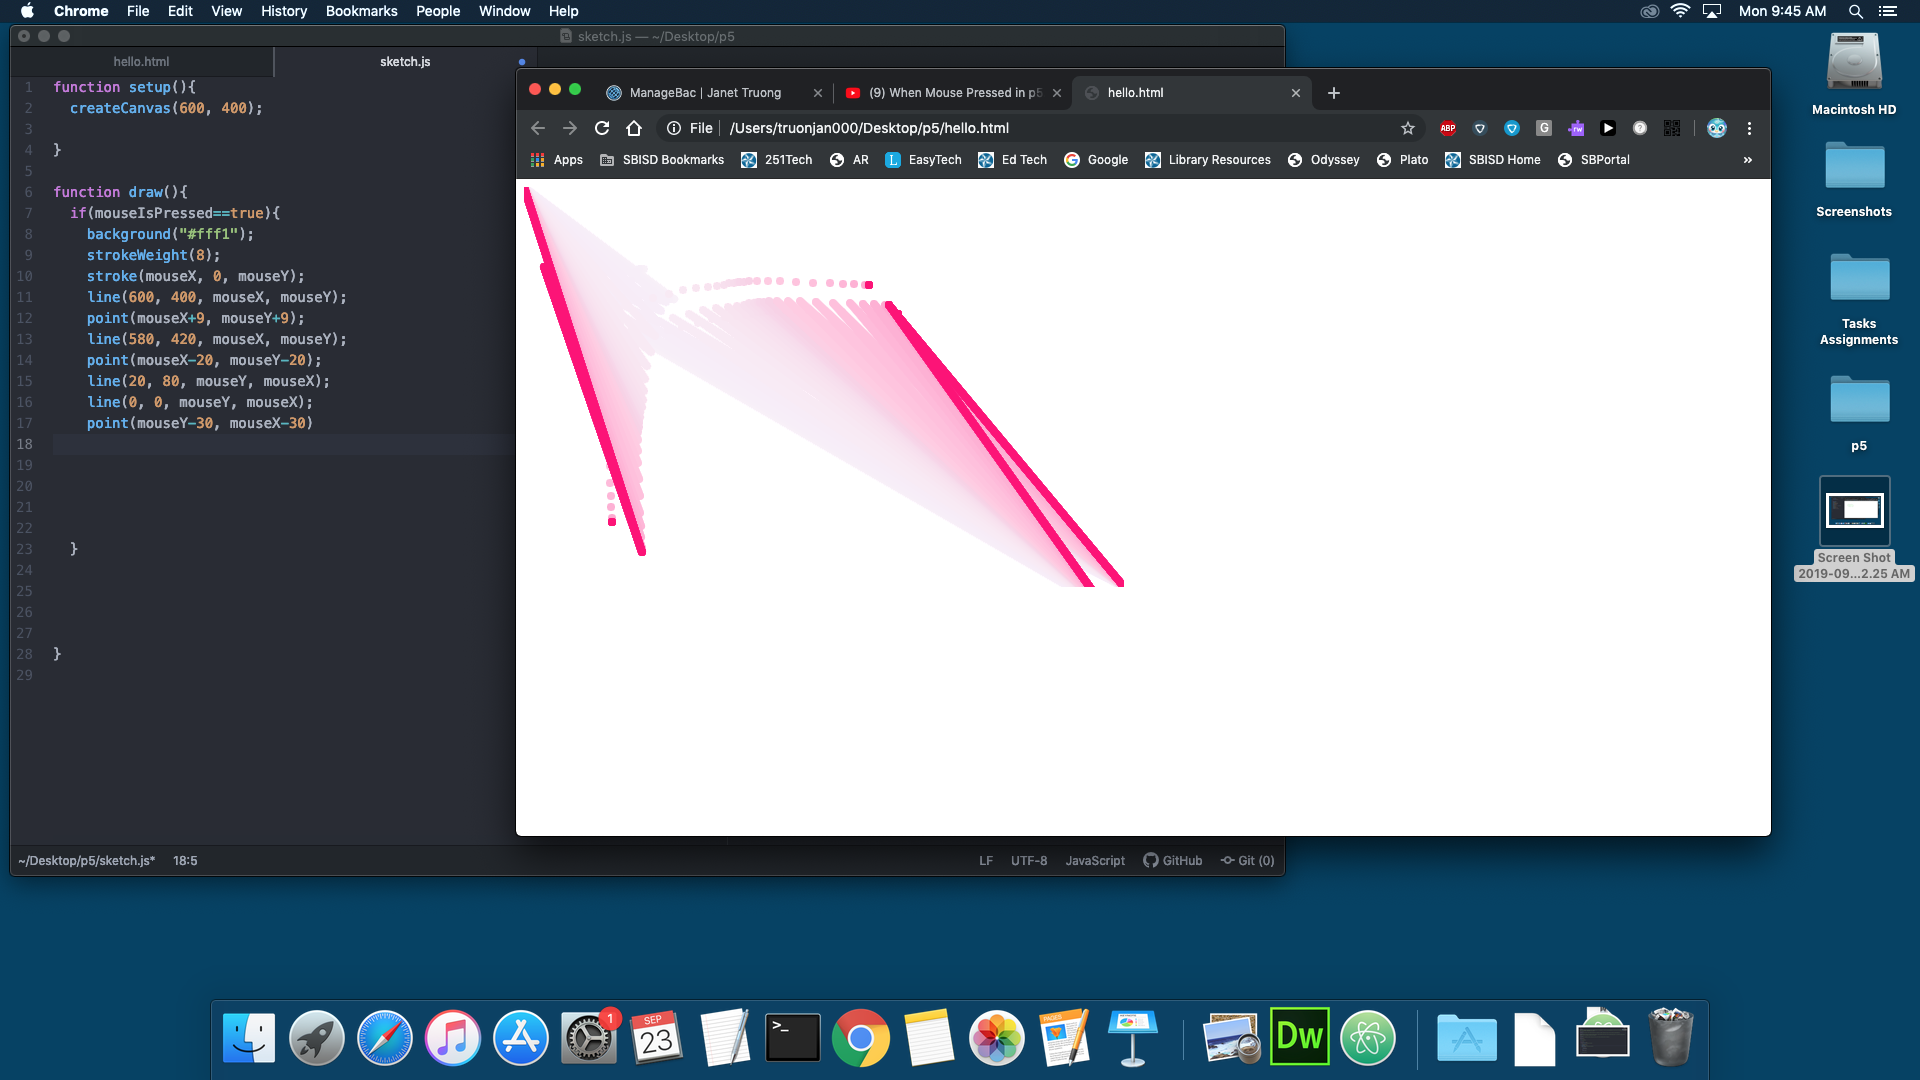 Chrome File Edit View History Bookmarks People Window Help
Mon 9:45 AM
sketch.js — ~/Desktop/p5
hello.html
sketch.js
1 function setup(){
2   createCanvas(600, 400);
3
4 }
5
6 function draw(){
7   if(mouseIsPressed==true){
8     background("#fff1");
9     strokeWeight(8);
10     stroke(mouseX, 0, mouseY);
11     line(600, 400, mouseX, mouseY);
12     point(mouseX+9, mouseY+9);
13     line(580, 420, mouseX, mouseY);
14     point(mouseX-20, mouseY-20);
15     line(20, 80, mouseY, mouseX);
16     line(0, 0, mouseY, mouseX);
17     point(mouseY-30, mouseX-30)
18
19
20
21
22
23   }
24
25
26
27
28 }
29
~/Desktop/p5/sketch.js* 18:5
LF UTF-8 JavaScript GitHub Git (0)
ManageBac | Janet Truong
(9) When Mouse Pressed in p5
hello.html
File /Users/truonjan000/Desktop/p5/hello.html
ABP
G
rw
Apps SBISD Bookmarks 251Tech AR L EasyTech Ed Tech Google Library Resources Odyssey Plato SBISD Home SBPortal »
Macintosh HD
Screenshots
Tasks
Assignments
p5
Screen Shot
2019-09...2.25 AM
1
SEP
23
>_
PAGES
Dw